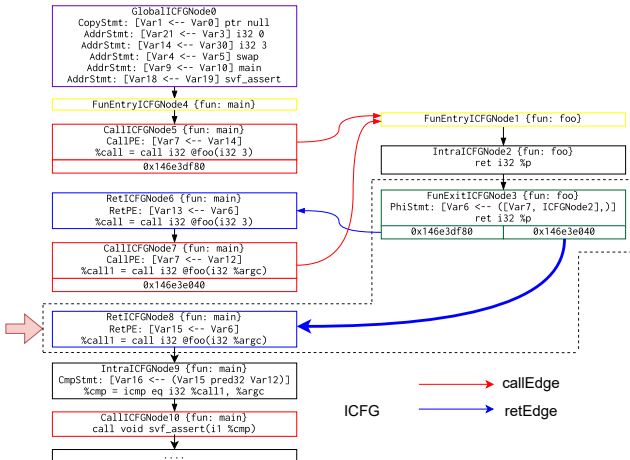 GlobalICFGNode0
CopyStmt: [Var1 <-- Var0] ptr null
AddrStmt: [Var21 <-- Var3] i32 0
AddrStmt: [Var14 <-- Var30] i32 3
AddrStmt: [Var4 <-- Var5] swap
AddrStmt: [Var9 <-- Var10] main
AddrStmt: [Var18 <-- Var19] svf_assert
FunEntryICFGNode4 {fun: main}
CallICFGNode5 {fun: main}
CallPE: [Var7 <-- Var14]
%call = call i32 @foo(i32 3)
0x146e3df80
RetICFGNode6 {fun: main}
RetPE: [Var13 <-- Var6]
%call = call i32 @foo(i32 3)
CallICFGNode7 {fun: main}
CallPE: [Var7 <-- Var12]
%call1 = call i32 @foo(i32 %argc)
0x146e3e040
RetICFGNode8 {fun: main}
RetPE: [Var15 <-- Var6]
%call1 = call i32 @foo(i32 %argc)
IntraICFGNode9 {fun: main}
CmpStmt: [Var16 <-- (Var15 pred32 Var12)]
%cmp = icmp eq i32 %call1, %argc
CallICFGNode10 {fun: main}
call void svf_assert(i1 %cmp)
....
FunEntryICFGNode1 {fun: foo}
IntraICFGNode2 {fun: foo}
ret i32 %p
FunExitICFGNode3 {fun: foo}
PhiStmt: [Var6 <-- ([Var7, ICFGNode2],)]
ret i32 %p
0x146e3df80 0x146e3e040
ICFG
callEdge
retEdge